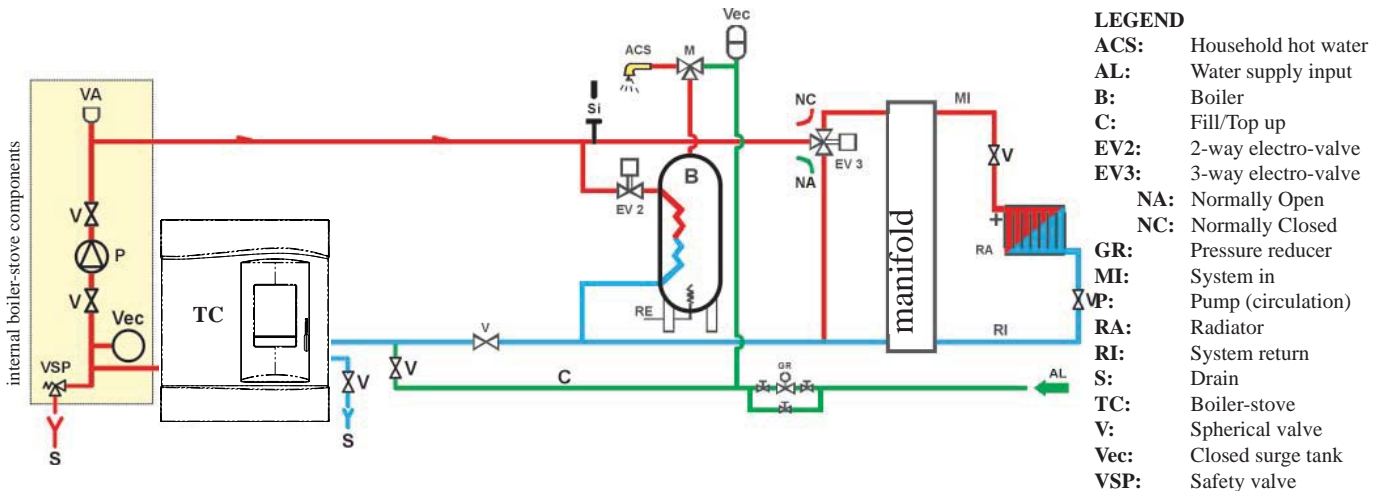 internal boiler-stove components
VA
V
P
V
Vec
VSP
S
TC
V
S
V
V
C
Si
EV 2
ACS
M
Vec
B
RE
NC
NA
EV 3
manifold
MI
V
+
RA
V
RI
GR
AL
LEGEND
ACS: Household hot water
AL: Water supply input
B: Boiler
C: Fill/Top up
EV2: 2-way electro-valve
EV3: 3-way electro-valve
NA: Normally Open
NC: Normally Closed
GR: Pressure reducer
MI: System in
P: Pump (circulation)
RA: Radiator
RI: System return
S: Drain
TC: Boiler-stove
V: Spherical valve
Vec: Closed surge tank
VSP: Safety valve